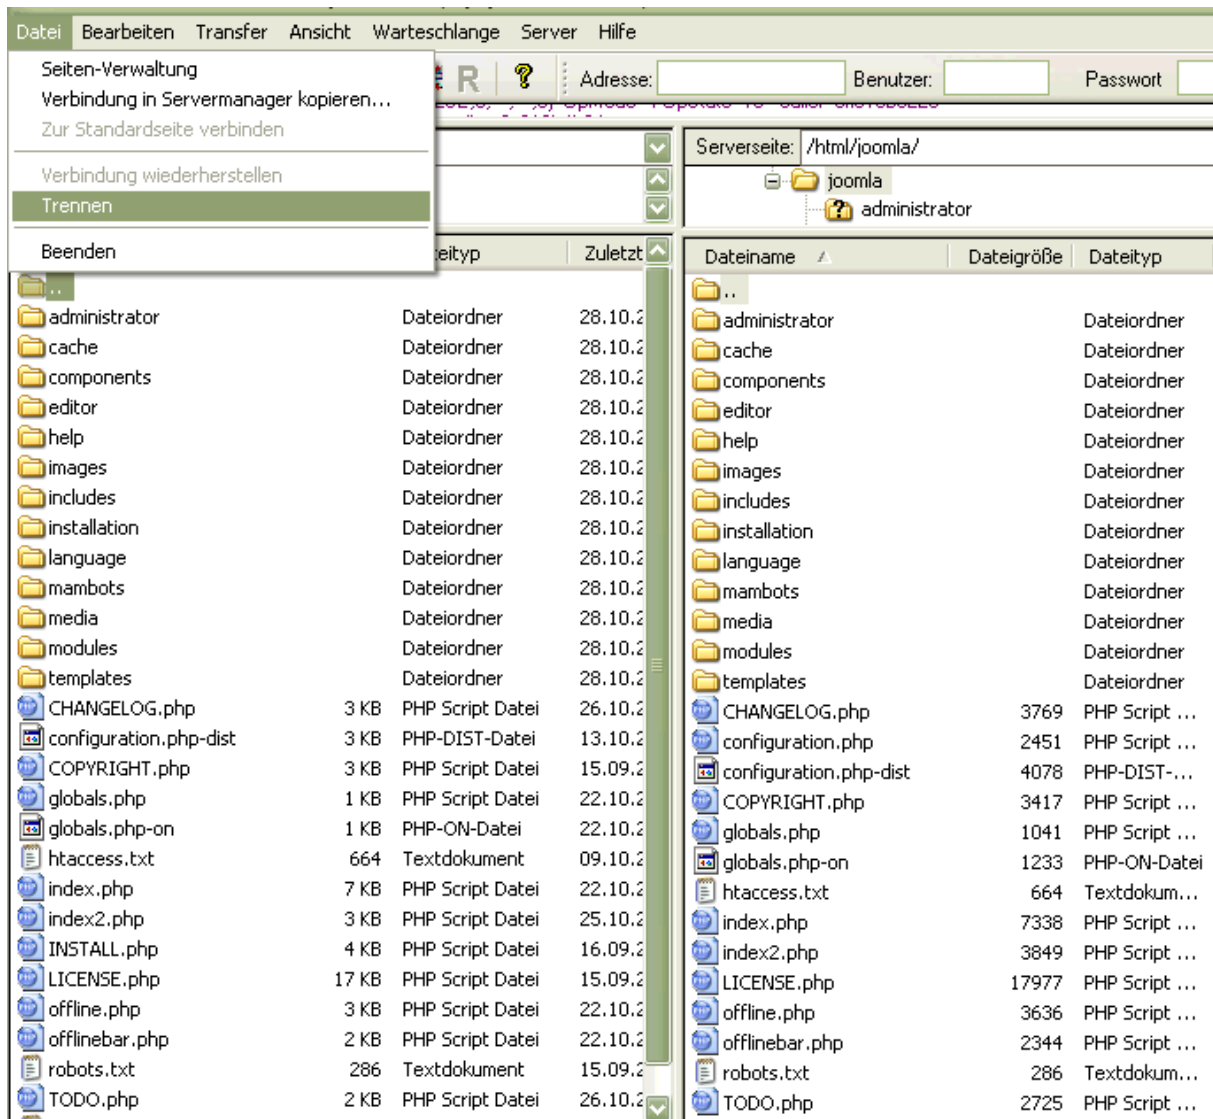 Datei Bearbeiten Transfer Ansicht Warteschlange Server Hilfe
Seiten-Verwaltung
Verbindung in Servermanager kopieren...
Zur Standardseite verbinden
Verbindung wiederherstellen
Trennen
Beenden
R ? Adresse: Benutzer: Passwort
Serverseite: /html/joomla/
joomla
administrator
Zuletzt
..
administrator Dateiordner 28.10.2
cache Dateiordner 28.10.2
components Dateiordner 28.10.2
editor Dateiordner 28.10.2
help Dateiordner 28.10.2
images Dateiordner 28.10.2
includes Dateiordner 28.10.2
installation Dateiordner 28.10.2
language Dateiordner 28.10.2
mambots Dateiordner 28.10.2
media Dateiordner 28.10.2
modules Dateiordner 28.10.2
templates Dateiordner 28.10.2
CHANGELOG.php 3 KB PHP Script Datei 26.10.2
configuration.php-dist 3 KB PHP-DIST-Datei 13.10.2
COPYRIGHT.php 3 KB PHP Script Datei 15.09.2
globals.php 1 KB PHP Script Datei 22.10.2
globals.php-on 1 KB PHP-ON-Datei 22.10.2
htaccess.txt 664 Textdokument 09.10.2
index.php 7 KB PHP Script Datei 22.10.2
index2.php 3 KB PHP Script Datei 25.10.2
INSTALL.php 4 KB PHP Script Datei 16.09.2
LICENSE.php 17 KB PHP Script Datei 15.09.2
offline.php 3 KB PHP Script Datei 22.10.2
offlinebar.php 2 KB PHP Script Datei 22.10.2
robots.txt 286 Textdokument 15.09.2
TODO.php 2 KB PHP Script Datei 26.10.2
Dateiname Dateigröße Dateityp
..
administrator Dateiordner
cache Dateiordner
components Dateiordner
editor Dateiordner
help Dateiordner
images Dateiordner
includes Dateiordner
installation Dateiordner
language Dateiordner
mambots Dateiordner
media Dateiordner
modules Dateiordner
templates Dateiordner
CHANGELOG.php 3769 PHP Script ...
configuration.php 2451 PHP Script ...
configuration.php-dist 4078 PHP-DIST-...
COPYRIGHT.php 3417 PHP Script ...
globals.php 1041 PHP Script ...
globals.php-on 1233 PHP-ON-Datei
htaccess.txt 664 Textdokum...
index.php 7338 PHP Script ...
index2.php 3849 PHP Script ...
LICENSE.php 17977 PHP Script ...
offline.php 3636 PHP Script ...
offlinebar.php 2344 PHP Script ...
robots.txt 286 Textdokum...
TODO.php 2725 PHP Script ...